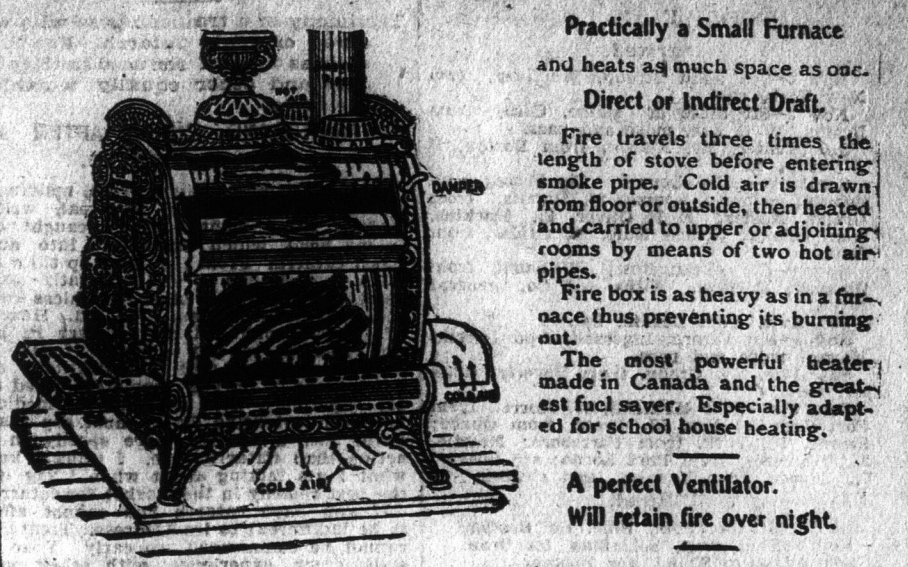 HOT
AIR
DAMPER
COLD AIR
COLD AIR
Practically a Small Furnace
and heats as much space as one.
Direct or Indirect Draft.
Fire travels three times the
length of stove before entering
smoke pipe. Cold air is drawn
from floor or outside, then heated
and carried to upper or adjoining
rooms by means of two hot air
pipes.
Fire box is as heavy as in a fur-
nace thus preventing its burning
out.
The most powerful heater
made in Canada and the great-
est fuel saver. Especially adapt-
ed for school house heating.
A perfect Ventilator.
Will retain fire over night.